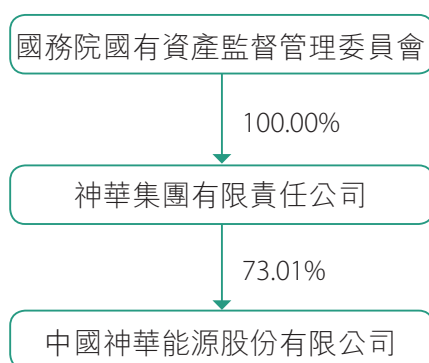 國務院國有資產監督管理委員會
100.00%
神華集團有限責任公司
73.01%
中國神華能源股份有限公司